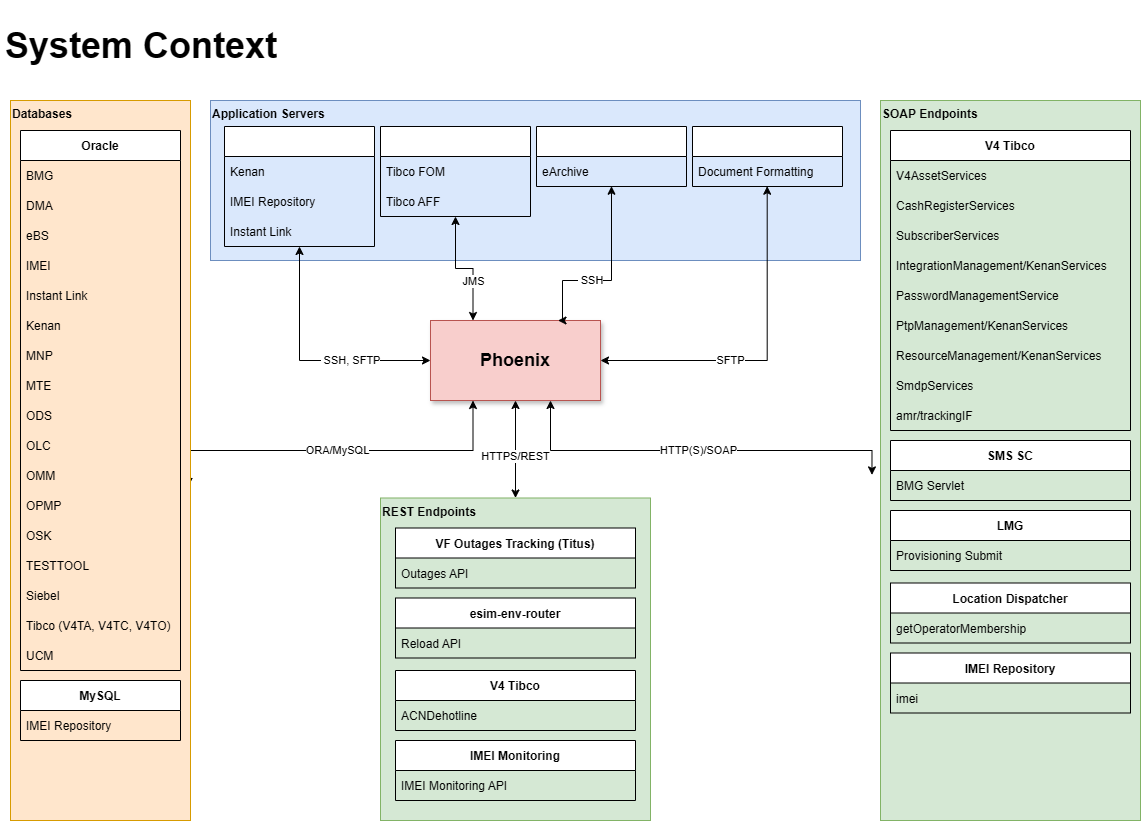 System Context
Databases
Oracle
BMG
DMA
eBS
IMEI
Instant Link
Kenan
MNP
MTE
ODS
OLC
OMM
OPMP
OSK
TESTTOOL
Siebel
Tibco (V4TA, V4TC, V4TO)
UCM
MySQL
IMEI Repository
Application Servers
Kenan
IMEI Repository
Instant Link
Tibco FOM
Tibco AFF
eArchive
Document Formatting
JMS
SSH
SSH, SFTP
Phoenix
SFTP
ORA/MySQL
HTTPS/REST
HTTP(S)/SOAP
REST Endpoints
VF Outages Tracking (Titus)
Outages API
esim-env-router
Reload API
V4 Tibco
ACNDehotline
IMEI Monitoring
IMEI Monitoring API
SOAP Endpoints
V4 Tibco
V4AssetServices
CashRegisterServices
SubscriberServices
IntegrationManagement/KenanServices
PasswordManagementService
PtpManagement/KenanServices
ResourceManagement/KenanServices
SmdpServices
amr/trackingIF
SMS SC
BMG Servlet
LMG
Provisioning Submit
Location Dispatcher
getOperatorMembership
IMEI Repository
imei